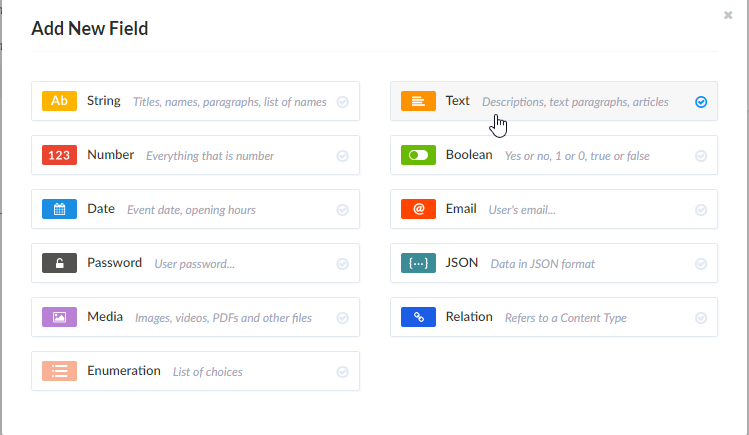 Add New Field
Ab String Titles, names, paragraphs, list of names
Text Descriptions, text paragraphs, articles
123 Number Everything that is number
Boolean Yes or no, 1 or 0, true or false
Date Event date, opening hours
@ Email User's email...
Password User password...
{...} JSON Data in JSON format
Media Images, videos, PDFs and other files
Relation Refers to a Content Type
Enumeration List of choices